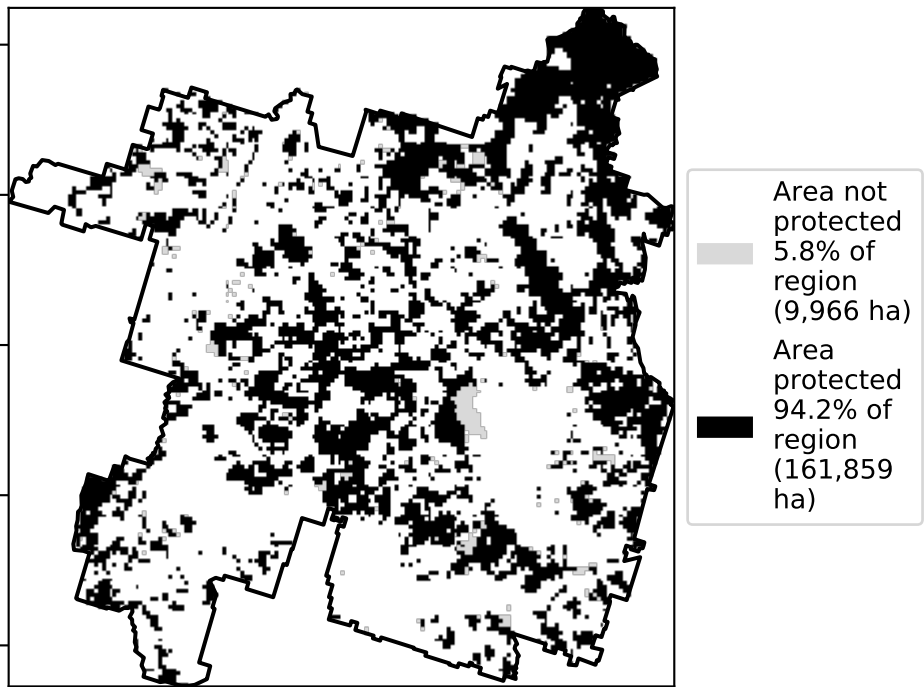 Area not
protected
5.8% of
region
(9,966 ha)
Area
protected
94.2% of
region
(161,859
ha)